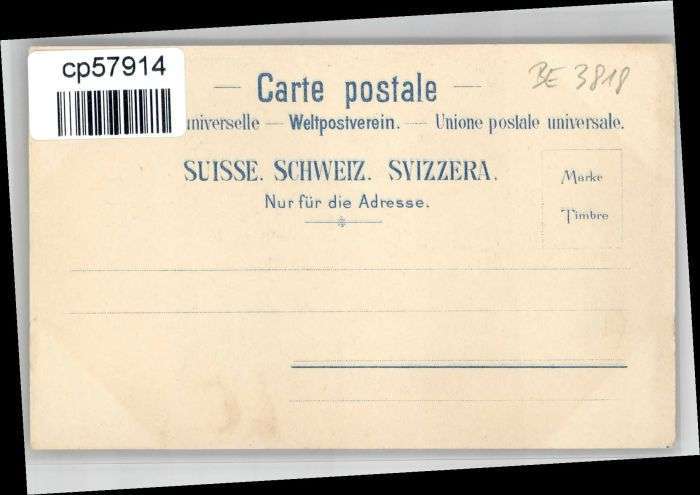 cp57914
BE 3818
— Carte postale —
universelle — Weltpostverein. — Unione postale universale.
SUISSE. SCHWEIZ. SVIZZERA.
Nur für die Adresse.
Marke
Timbre